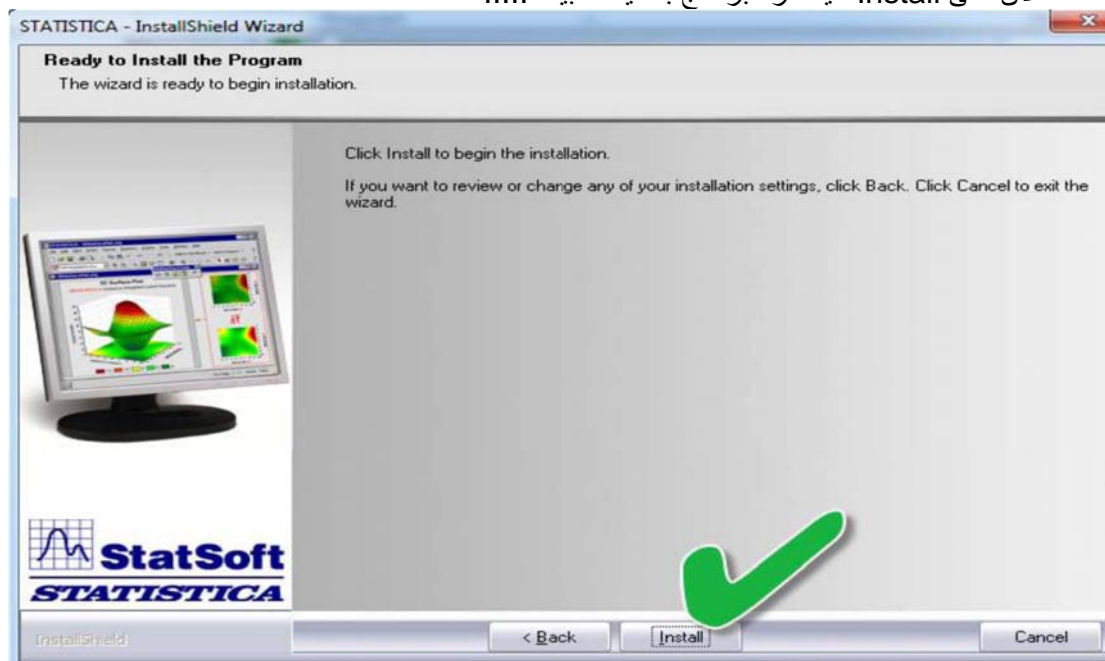 install
STATISTICA - InstallShield Wizard
Ready to Install the Program
The wizard is ready to begin installation.
Click Install to begin the installation.
If you want to review or change any of your installation settings, click Back. Click Cancel to exit the
wizard.
StatSoft
STATISTICA
InstallShield
< Back
Install
Cancel